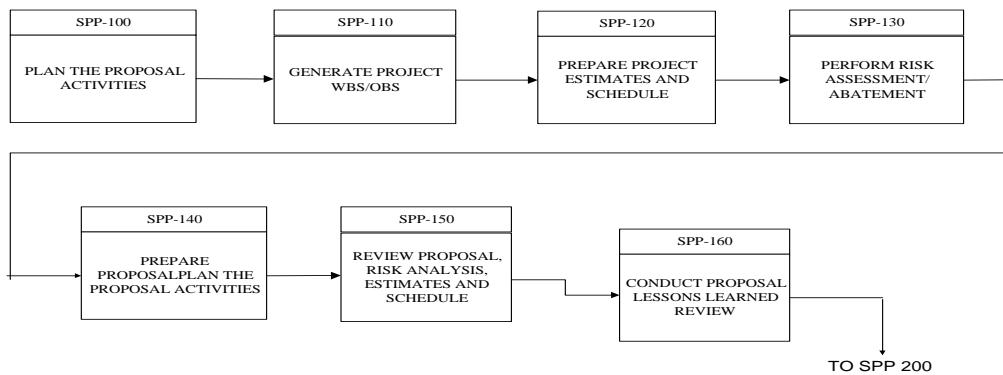 SPP-100
PLAN THE PROPOSAL
ACTIVITIES
SPP-110
GENERATE PROJECT
WBS/OBS
SPP-120
PREPARE PROJECT
ESTIMATES AND
SCHEDULE
SPP-130
PERFORM RISK
ASSESSMENT/
ABATEMENT
SPP-140
PREPARE
PROPOSALPLAN THE
PROPOSAL ACTIVITIES
SPP-150
REVIEW PROPOSAL,
RISK ANALYSIS,
ESTIMATES AND
SCHEDULE
SPP-160
CONDUCT PROPOSAL
LESSONS LEARNED
REVIEW
TO SPP 200